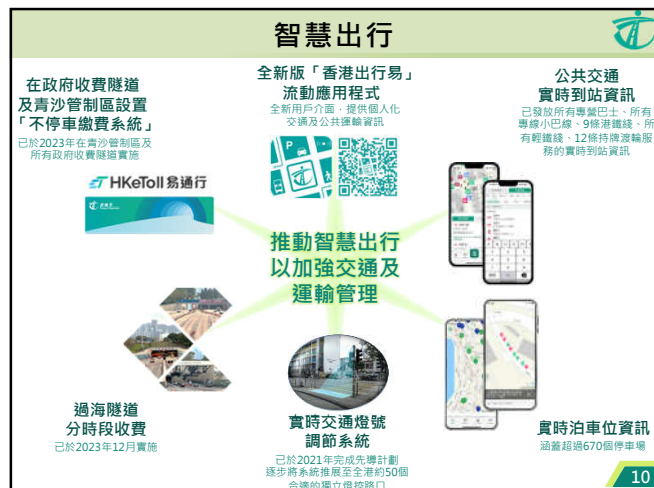 智慧出行
在政府收費隧道
及青沙管制區設置
「不停車繳費系統」
已於2023年在青沙管制區及
所有政府收費隧道實施
HKeToll 易通行
全新版「香港出行易」
流動應用程式
全新用戶介面，提供個人化
交通及公共運輸資訊
公共交通
實時到站資訊
已發放所有專營巴士、所有
專線小巴線、9條港鐵綫、所
有輕鐵綫、12條持牌渡輪服
務的實時到站資訊
推動智慧出行
以加強交通及
運輸管理
過海隧道
分時段收費
已於2023年12月實施
實時交通燈號
調節系統
已於2021年完成先導計劃
逐步將系統推展至全港約50個
合適的獨立燈控路口
實時泊車位資訊
涵蓋超過670個停車場
10